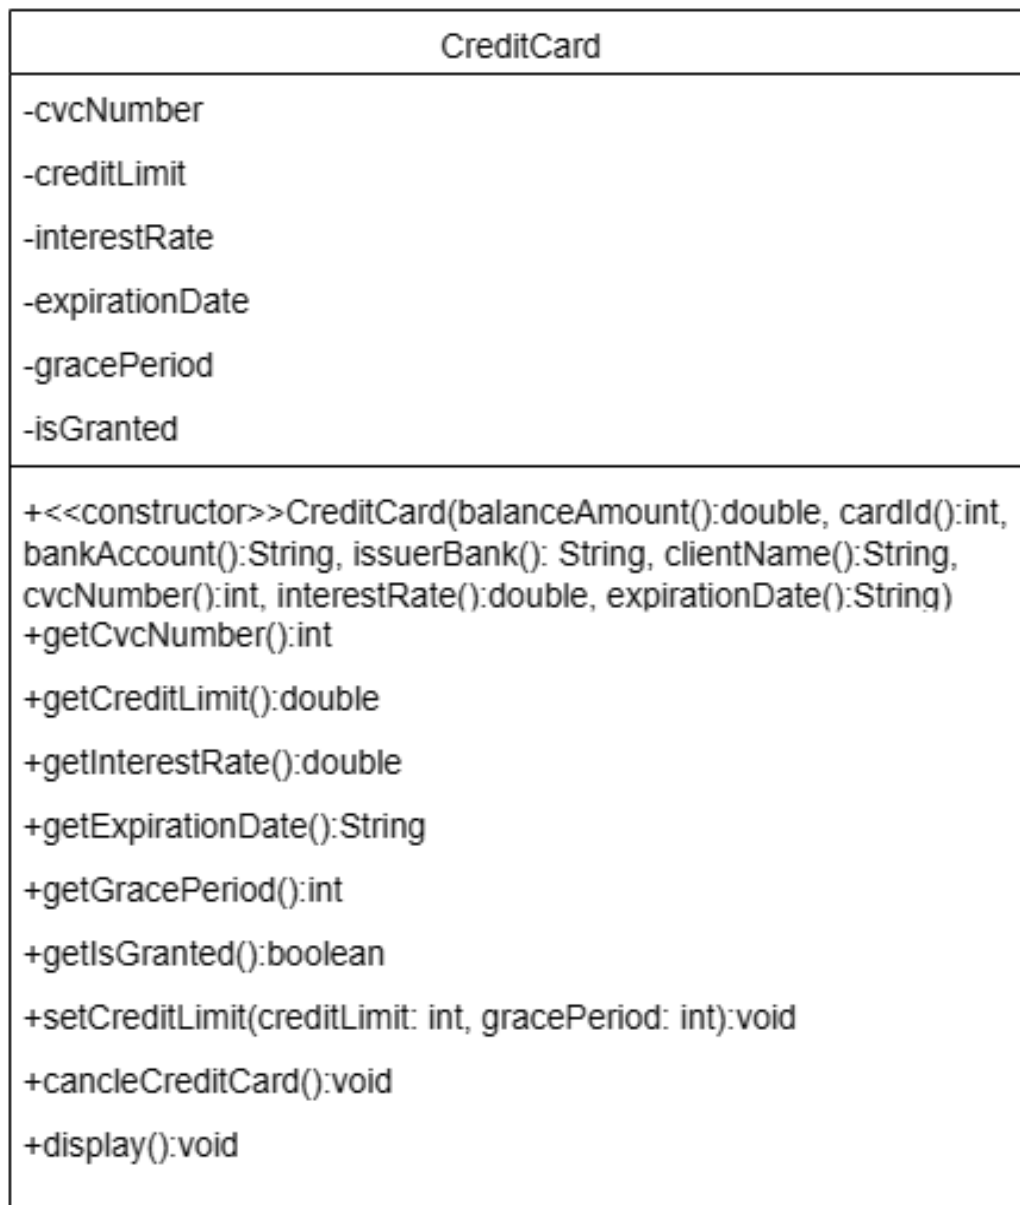 CreditCard
-cvcNumber
-creditLimit
-interestRate
-expirationDate
-gracePeriod
-isGranted
+<<constructor>>CreditCard(balanceAmount():double, cardId():int,
bankAccount():String, issuerBank(): String, clientName():String,
cvcNumber():int, interestRate():double, expirationDate():String)
+getCvcNumber():int
+getCreditLimit():double
+getInterestRate():double
+getExpirationDate():String
+getGracePeriod():int
+getIsGranted():boolean
+setCreditLimit(creditLimit: int, gracePeriod: int):void
+cancleCreditCard():void
+display():void